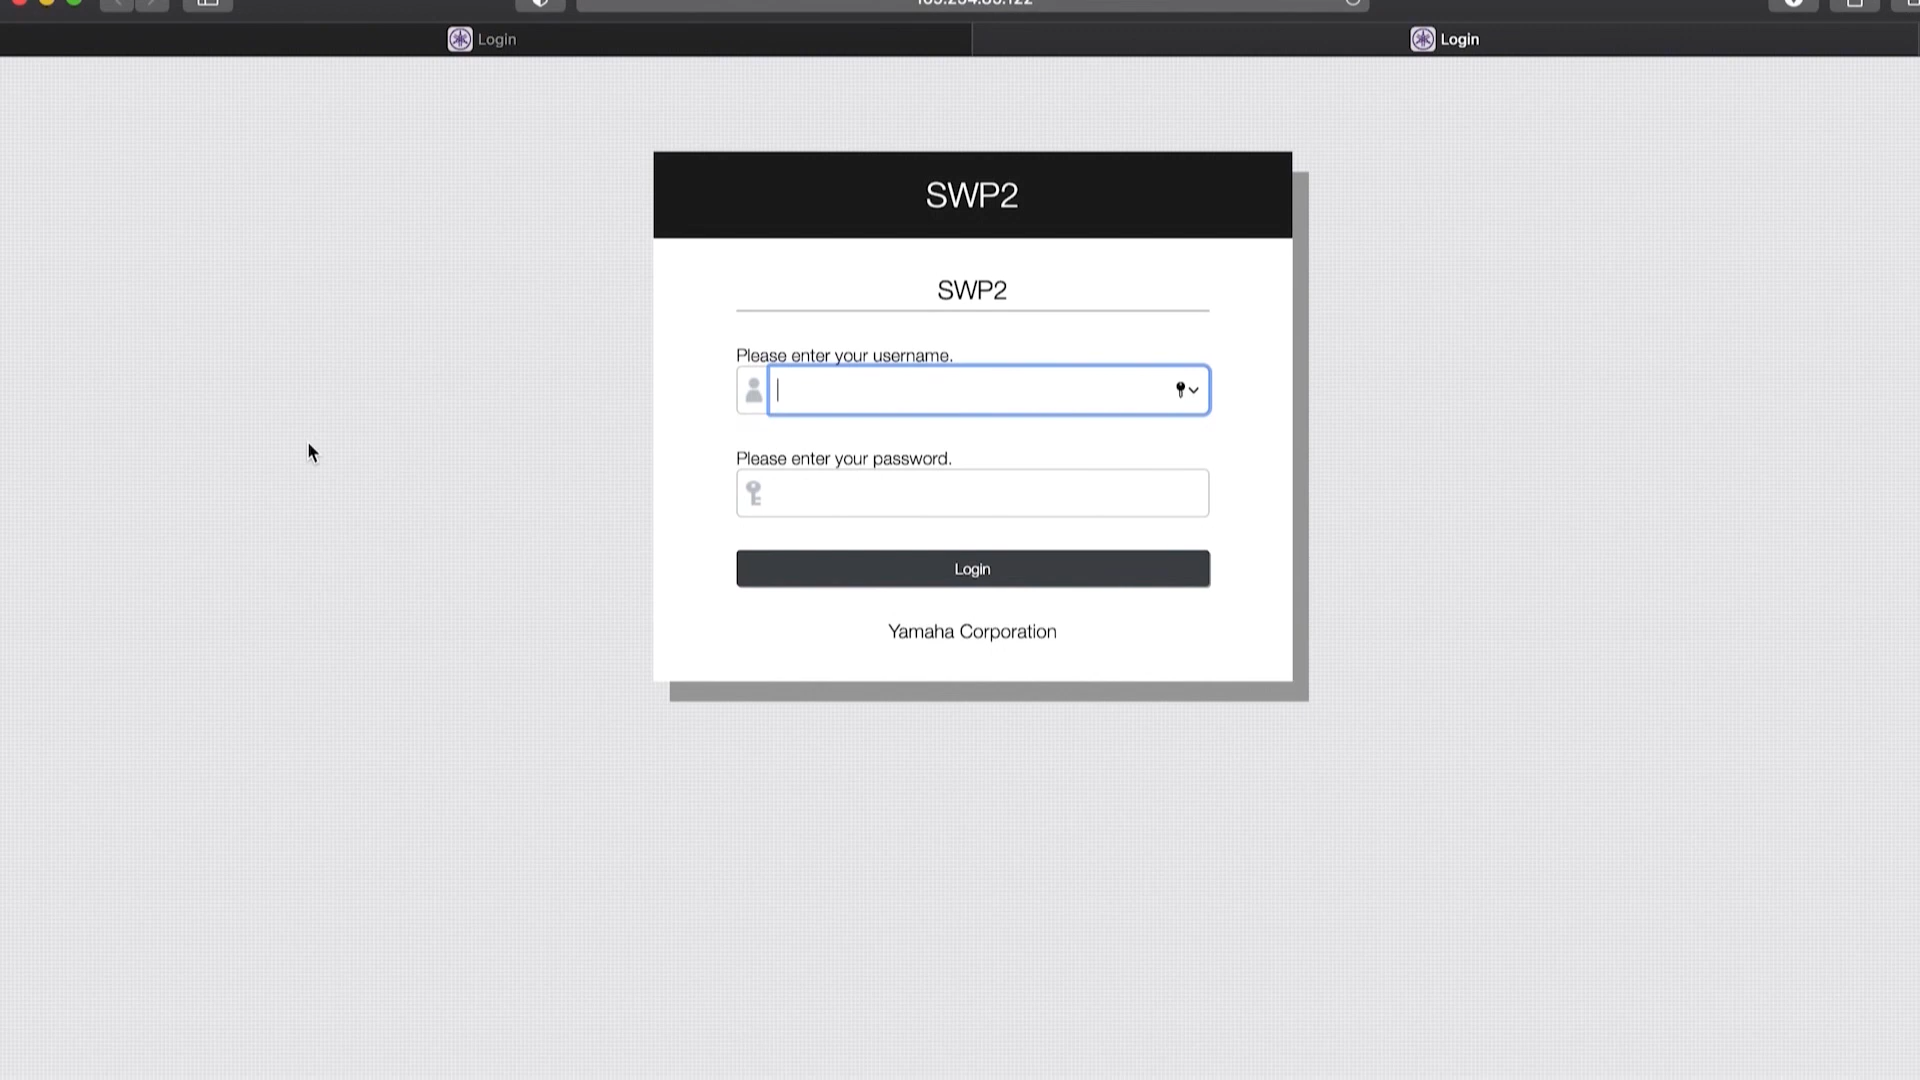 Login
Login
SWP2
SWP2
Please enter your username.
Please enter your password.
Login
Yamaha Corporation